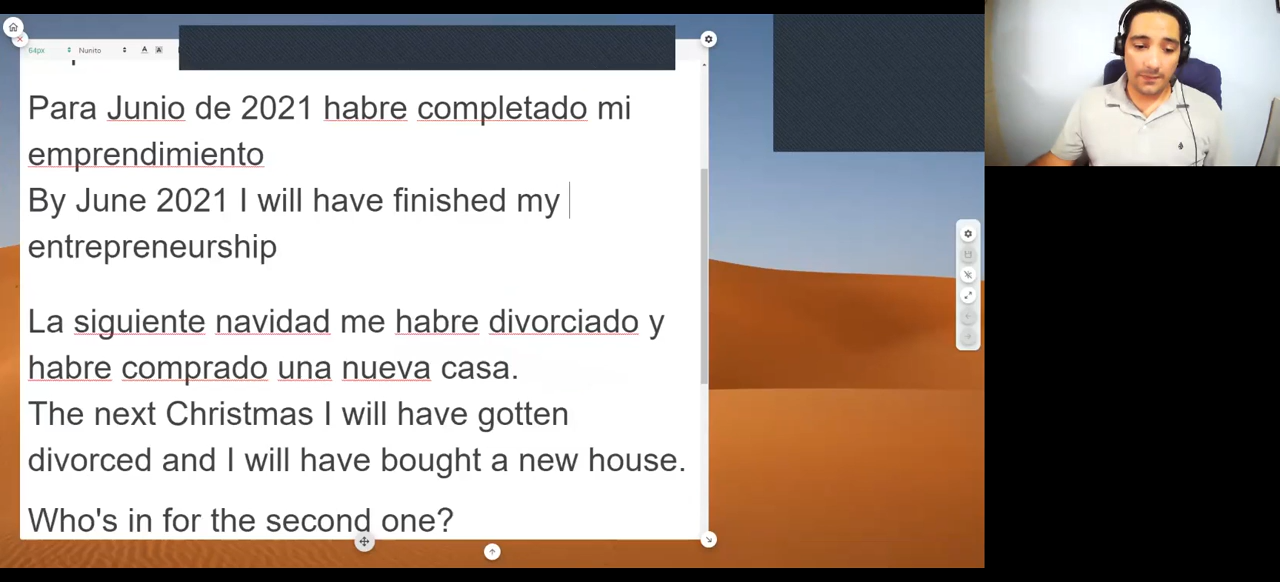 64px Nunito A A
Para Junio de 2021 habre completado mi
emprendimiento
By June 2021 I will have finished my
entrepreneurship
La siguiente navidad me habre divorciado y
habre comprado una nueva casa.
The next Christmas I will have gotten
divorced and I will have bought a new house.
Who's in for the second one?